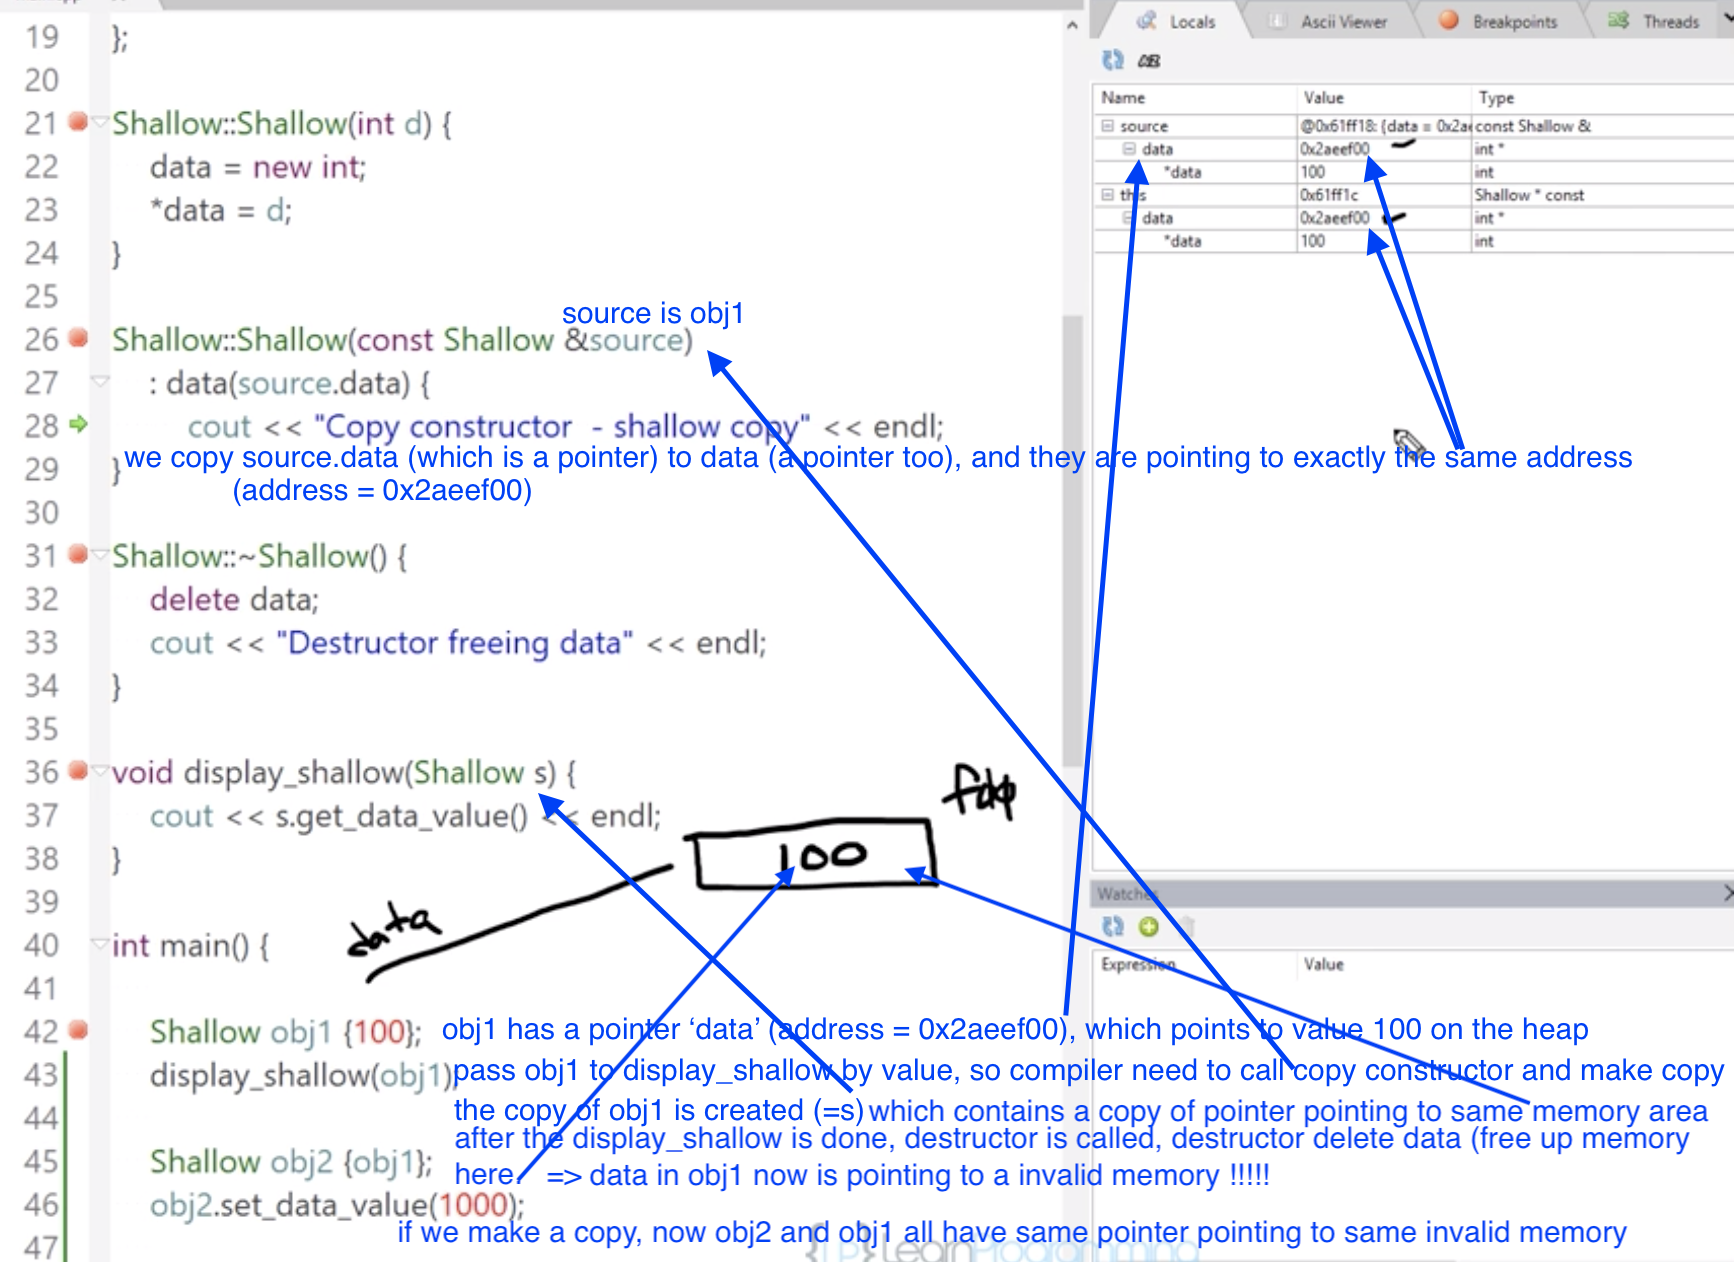 19 };
20
21 Shallow::Shallow(int d) {
22 data = new int;
23 *data = d;
24 }
25
source is obj1
26 Shallow::Shallow(const Shallow &source)
27 : data(source.data) {
28 cout << "Copy constructor  - shallow copy" << endl;
we copy source.data (which is a pointer) to data (a pointer too), and they are pointing to exactly the same address
29 }
(address = 0x2aeef00)
30
31 Shallow::~Shallow() {
32 delete data;
33 cout << "Destructor freeing data" << endl;
34 }
35
36 void display_shallow(Shallow s) {
37 cout << s.get_data_value() << endl;
100
38 }
39
data
40 int main() {
41
42 Shallow obj1 {100};
obj1 has a pointer ‘data’ (address = 0x2aeef00), which points to value 100 on the heap
43 display_shallow(obj1);
pass obj1 to display_shallow by value, so compiler need to call copy constructor and make copy
44
the copy of obj1 is created (=s) which contains a copy of pointer pointing to same memory area
after the display_shallow is done, destructor is called, destructor delete data (free up memory
45 Shallow obj2 {obj1};
here. => data in obj1 now is pointing to a invalid memory !!!!!
46 obj2.set_data_value(1000);
if we make a copy, now obj2 and obj1 all have same pointer pointing to same invalid memory
47
{LP} LearnProgramming
Locals Ascii Viewer Breakpoints Threads
Name Value Type
source @0x61ff18: {data = 0x2ae const Shallow &
data 0x2aeef00 int *
*data 100 int
this 0x61ff1c Shallow * const
data 0x2aeef00 int *
*data 100 int
Watches
Expression Value